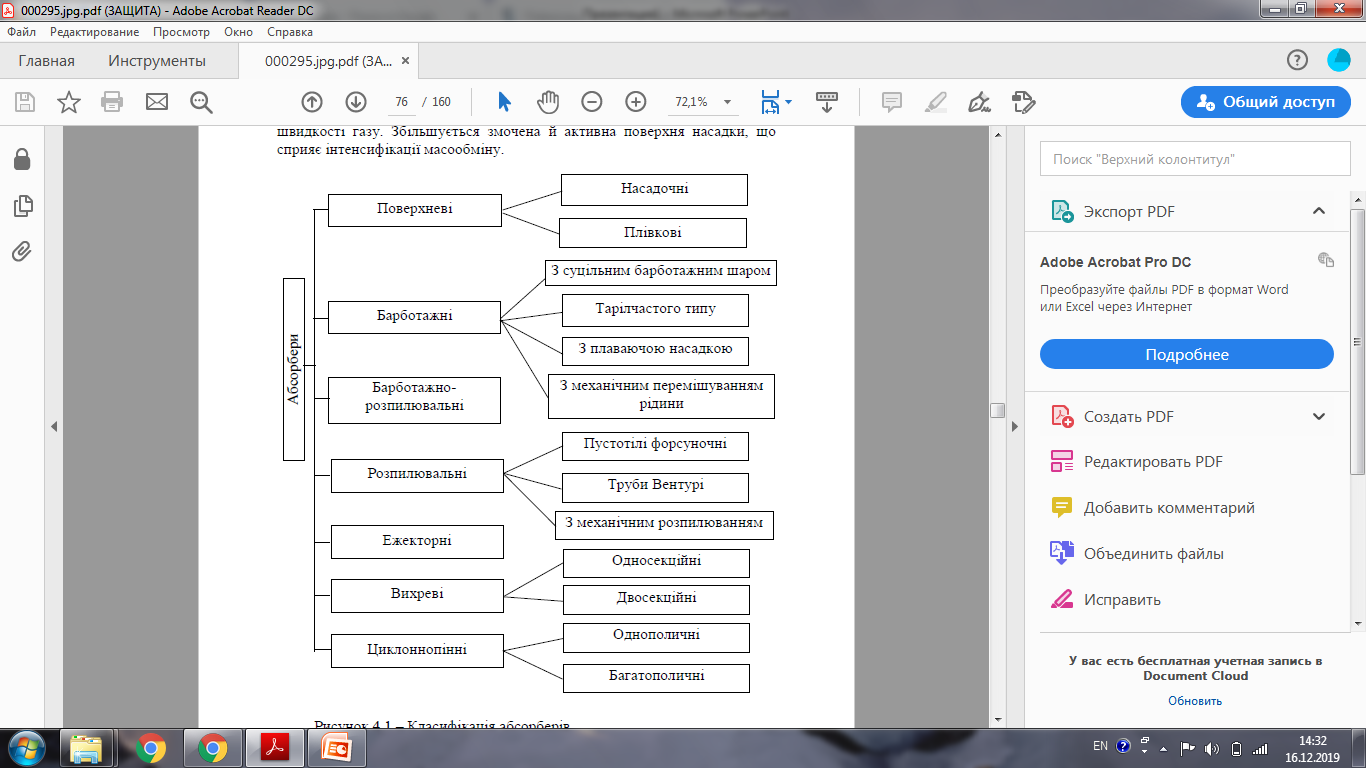 000295.jpg.pdf (ЗАЩИТА) - Adobe Acrobat Reader DC
Файл Редактирование Просмотр Окно Справка
Главная Инструменты 000295.jpg.pdf (ЗА... ×
76 / 160 72,1% Общий доступ
швидкості газу. Збільшується змочена й активна поверхня насадки, що
сприяє інтенсифікації масообміну.
Абсорбери
Поверхневі
Насадочні
Плівкові
Барботажні
З суцільним барботажним шаром
Тарілчастого типу
З плаваючою насадкою
З механічним перемішуванням
рідини
Барботажно-
розпилювальні
Розпилювальні
Пустотілі форсуночні
Труби Вентурі
З механічним розпилюванням
Ежекторні
Вихреві
Односекційні
Двосекційні
Циклоннопінні
Однополичні
Багатополичні
Рисунок 4.1 – Класифікація абсорберів
Поиск "Верхний колонтитул"
Экспорт PDF
Adobe Acrobat Pro DC
Преобразуйте файлы PDF в формат Word
или Excel через Интернет
Подробнее
Создать PDF
Редактировать PDF
Добавить комментарий
Объединить файлы
Исправить
У вас есть бесплатная учетная запись в
Document Cloud
Обновить
EN
14:32
16.12.2019